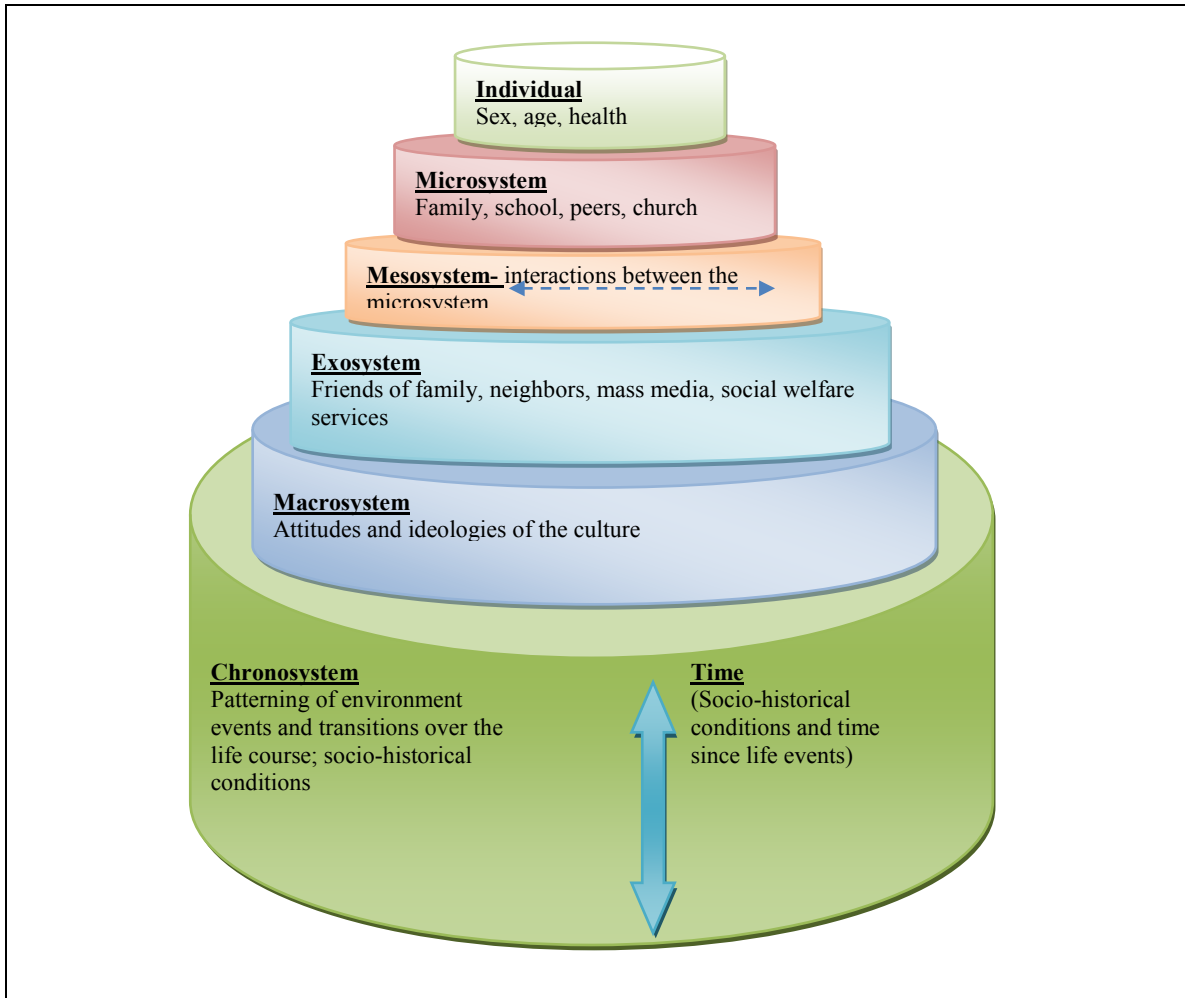 Individual
Sex, age, health
Microsystem
Family, school, peers, church
Mesosystem- interactions between the
microsystem
Exosystem
Friends of family, neighbors, mass media, social welfare
services
Macrosystem
Attitudes and ideologies of the culture
Chronosystem
Patterning of environment
events and transitions over the
life course; socio-historical
conditions
Time
(Socio-historical
conditions and time
since life events)